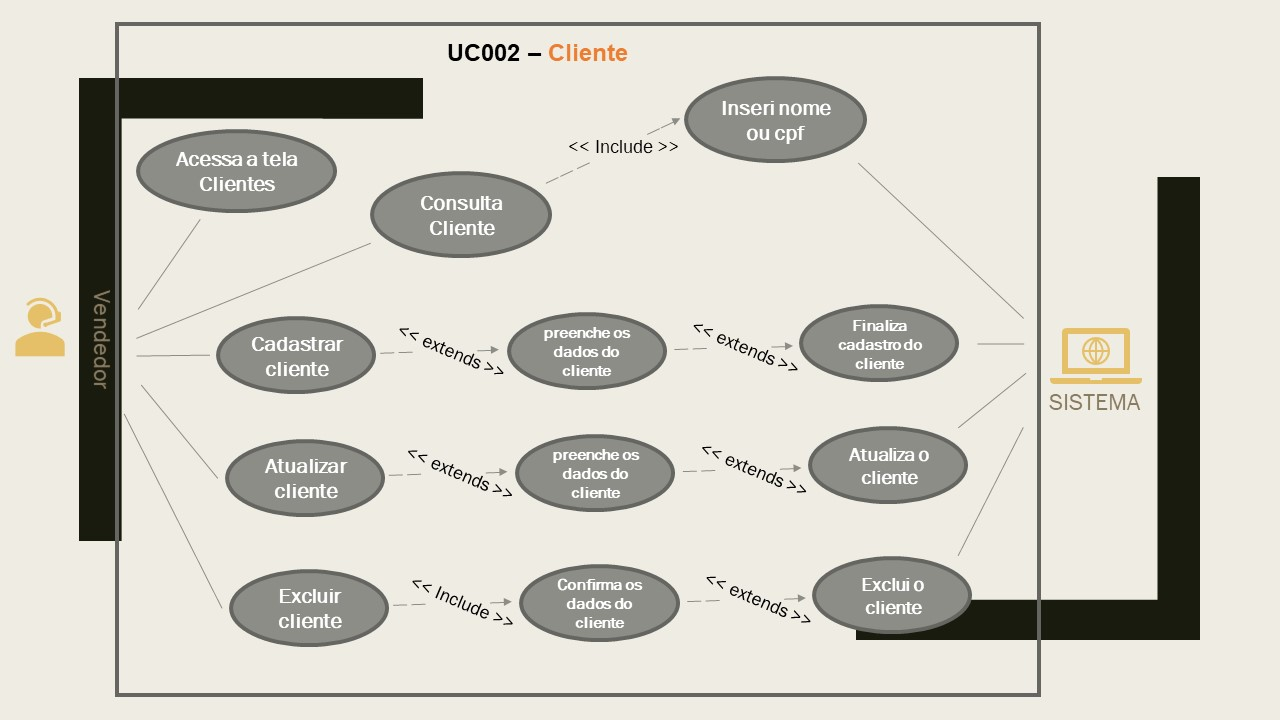 UC002 – Cliente
Inseri nome
ou cpf
<< Include >>
Acessa a tela
Clientes
Consulta
Cliente
Vendedor
Cadastrar
cliente
<< extends >>
preenche os
dados do
cliente
<< extends >>
Finaliza
cadastro do
cliente
SISTEMA
Atualizar
cliente
<< extends >>
preenche os
dados do
cliente
<< extends >>
Atualiza o
cliente
Excluir
cliente
<< Include >>
Confirma os
dados do
cliente
<< extends >>
Exclui o
cliente